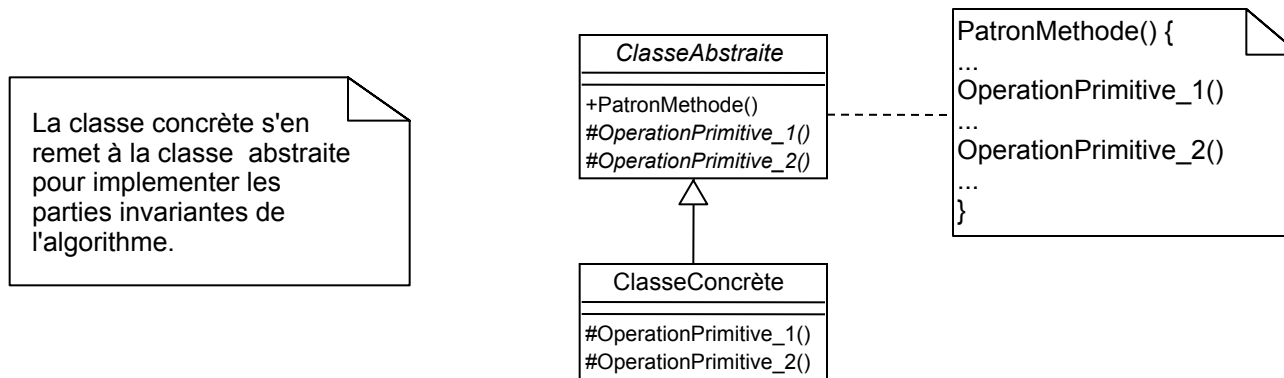 La classe concrète s'en
remet à la classe abstraite
pour implementer les
parties invariantes de
l'algorithme.
ClasseAbstraite
+PatronMethode()
#OperationPrimitive_1()
#OperationPrimitive_2()
PatronMethode() {
...
OperationPrimitive_1()
...
OperationPrimitive_2()
...
}
ClasseConcrète
#OperationPrimitive_1()
#OperationPrimitive_2()